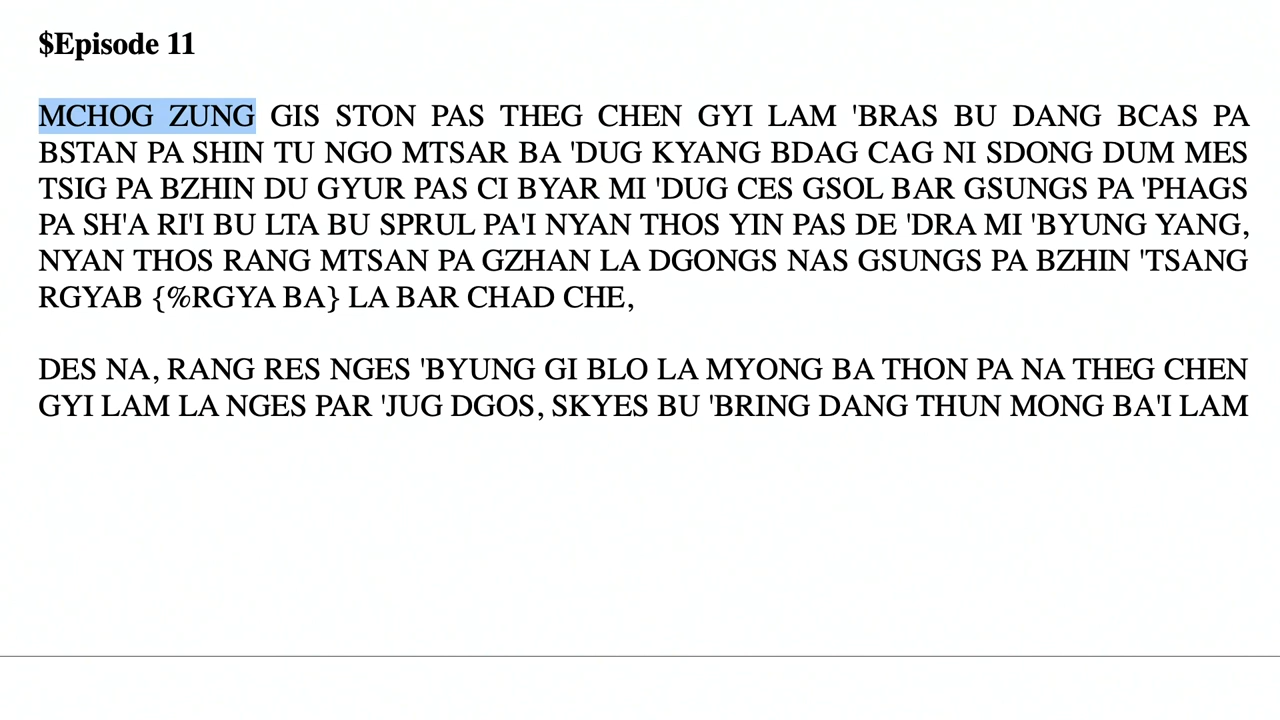 $Episode 11
MCHOG ZUNG GIS STON PAS THEG CHEN GYI LAM 'BRAS BU DANG BCAS PA
BSTAN PA SHIN TU NGO MTSAR BA 'DUG KYANG BDAG CAG NI SDONG DUM MES
TSIG PA BZHIN DU GYUR PAS CI BYAR MI 'DUG CES GSOL BAR GSUNGS PA 'PHAGS
PA SH'A RI'I BU LTA BU SPRUL PA'I NYAN THOS YIN PAS DE 'DRA MI 'BYUNG YANG,
NYAN THOS RANG MTSAN PA GZHAN LA DGONGS NAS GSUNGS PA BZHIN 'TSANG
RGYAB {%RGYA BA} LA BAR CHAD CHE,
DES NA, RANG RES NGES 'BYUNG GI BLO LA MYONG BA THON PA NA THEG CHEN
GYI LAM LA NGES PAR 'JUG DGOS, SKYES BU 'BRING DANG THUN MONG BA'I LAM